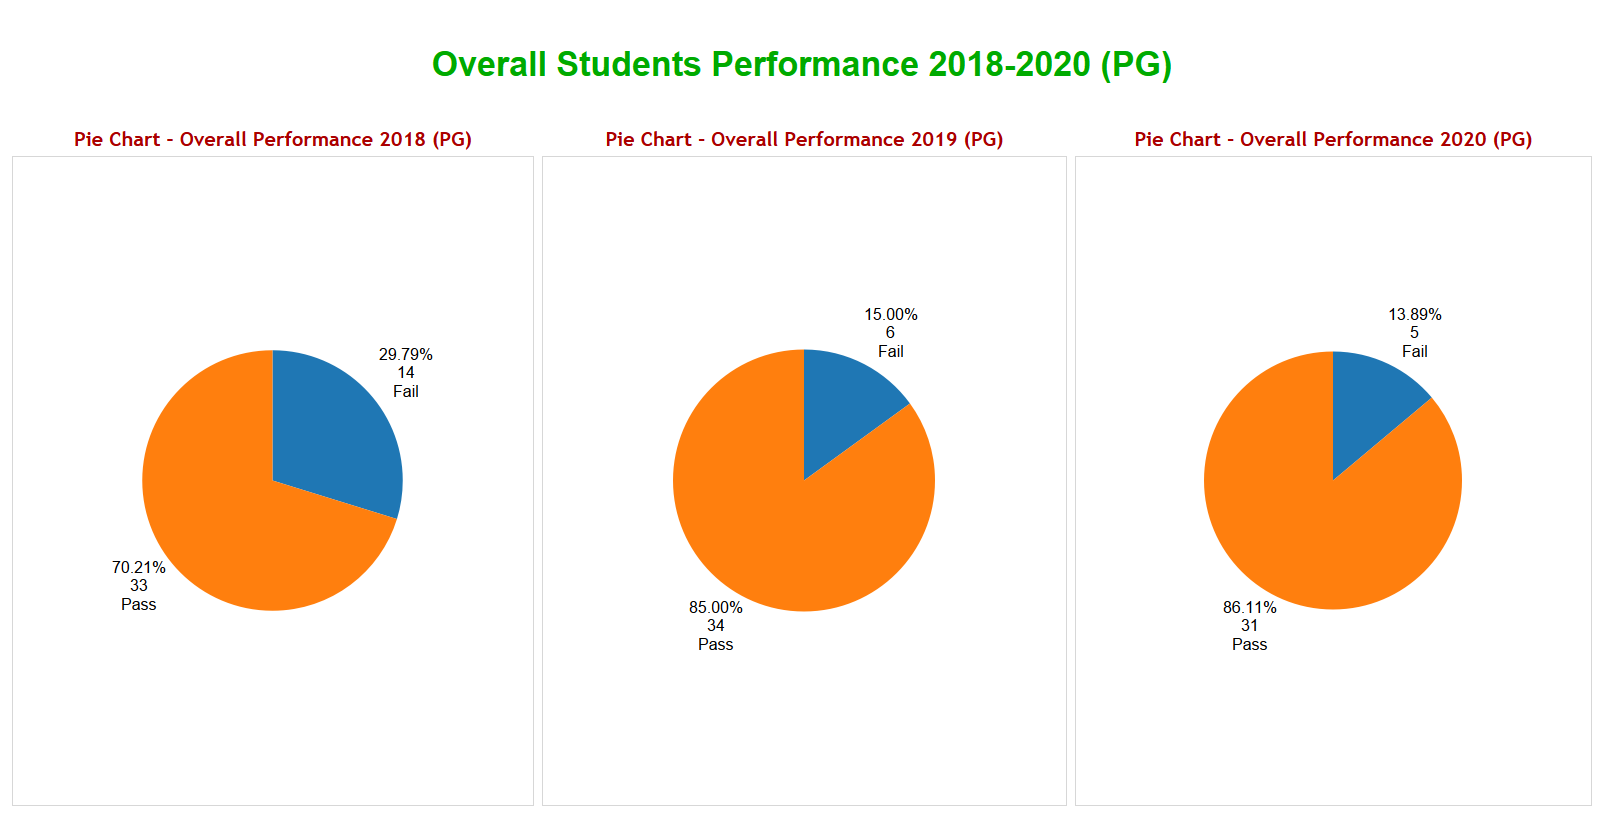 Overall Students Performance 2018-2020 (PG)
Pie Chart - Overall Performance 2018 (PG)
29.79%
14
Fail
70.21%
33
Pass
Pie Chart - Overall Performance 2019 (PG)
15.00%
6
Fail
85.00%
34
Pass
Pie Chart - Overall Performance 2020 (PG)
13.89%
5
Fail
86.11%
31
Pass